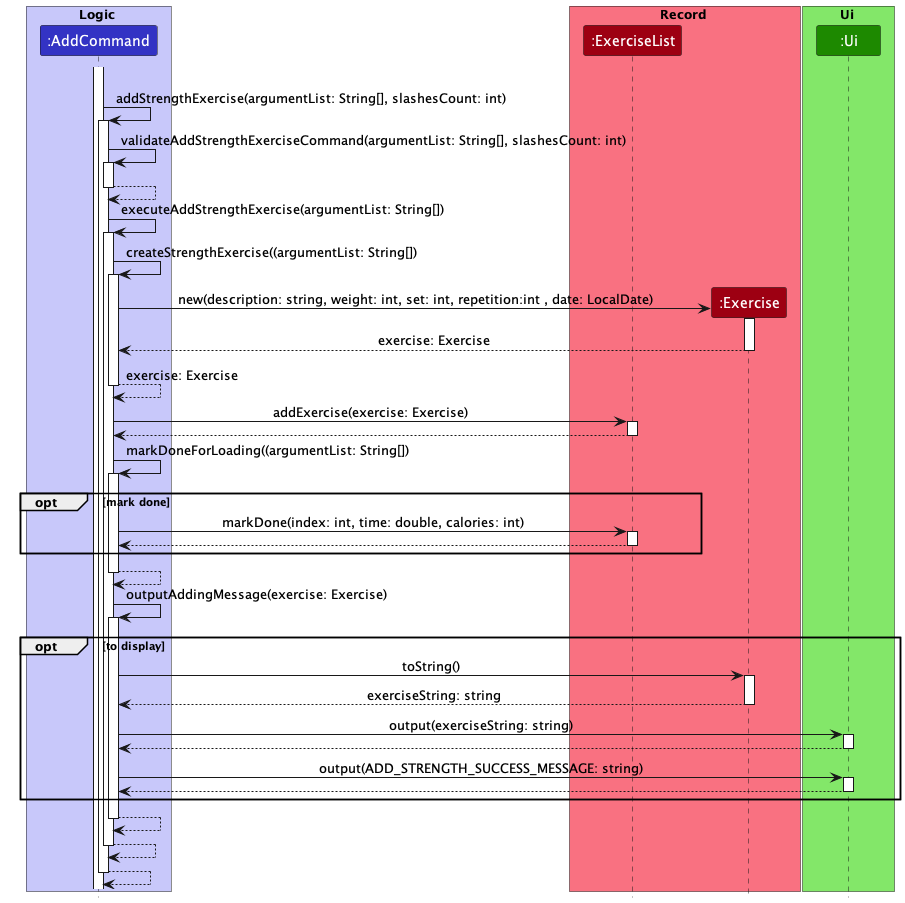 Logic
Record
Ui
:AddCommand
:ExerciseList
:Ui
addStrengthExercise(argumentList: String[], slashesCount: int)
validateAddStrengthExerciseCommand(argumentList: String[], slashesCount: int)
executeAddStrengthExercise(argumentList: String[])
createStrengthExercise((argumentList: String[])
new(description: string, weight: int, set: int, repetition:int , date: LocalDate)
:Exercise
exercise: Exercise
exercise: Exercise
addExercise(exercise: Exercise)
markDoneForLoading((argumentList: String[])
opt
[mark done]
markDone(index: int, time: double, calories: int)
outputAddingMessage(exercise: Exercise)
opt
[to display]
toString()
exerciseString: string
output(exerciseString: string)
output(ADD_STRENGTH_SUCCESS_MESSAGE: string)